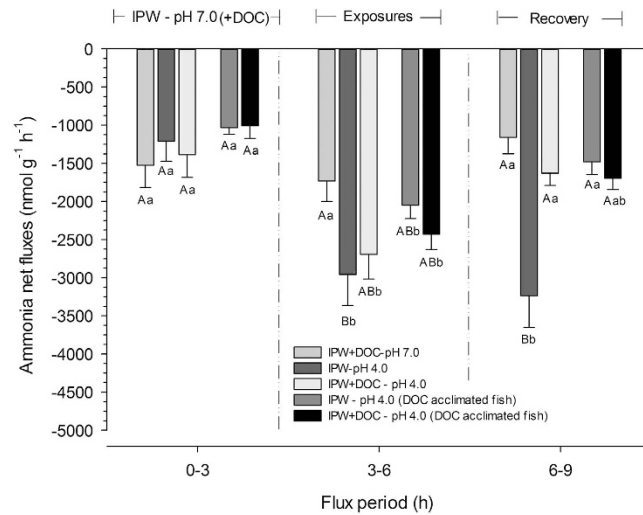 IPW - pH 7.0 (+DOC) Exposures Recovery
Ammonia net fluxes (nmol g⁻¹ h⁻¹)
0
-500
-1000
-1500
-2000
-2500
-3000
-3500
-4000
-4500
-5000
Aa Aa Aa Aa Aa
Aa Bb ABb ABb ABb
Aa Bb Aa Aa Aab
IPW+DOC-pH 7.0
IPW-pH 4.0
IPW+DOC - pH 4.0
IPW - pH 4.0 (DOC acclimated fish)
IPW+DOC - pH 4.0 (DOC acclimated fish)
0-3 3-6 6-9
Flux period (h)